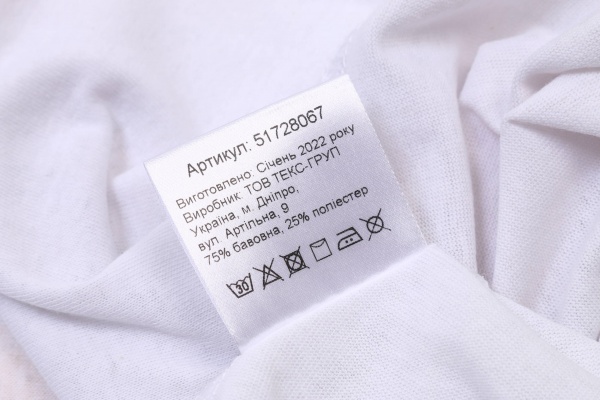 Артикул: 51728067
Виготовлено: Січень 2022 року
Виробник: ТОВ ТЕКС-ГРУП
Україна, м. Дніпро,
вул. Артільна, 9
75% бавовна, 25% поліестер
30